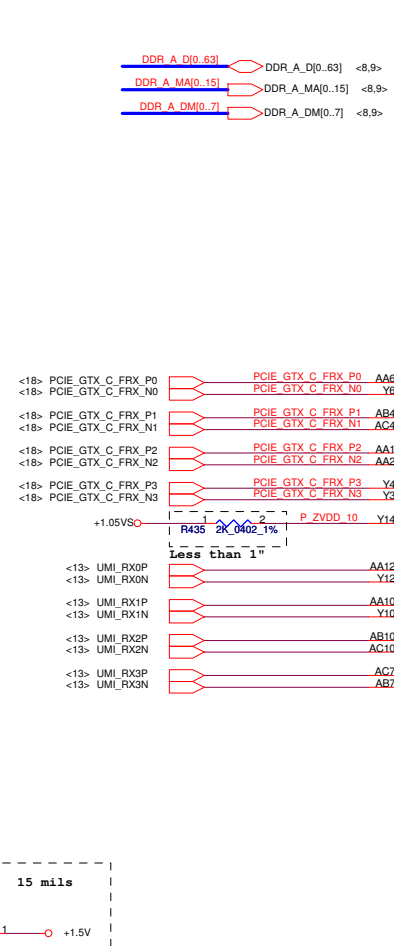 DDR_A_D[0..63] DDR_A_D[0..63] <8,9>
DDR_A_MA[0..15] DDR_A_MA[0..15] <8,9>
DDR_A_DM[0..7] DDR_A_DM[0..7] <8,9>
<18> PCIE_GTX_C_FRX_P0 PCIE_GTX_C_FRX_P0 AA6
<18> PCIE_GTX_C_FRX_N0 PCIE_GTX_C_FRX_N0 Y6
<18> PCIE_GTX_C_FRX_P1 PCIE_GTX_C_FRX_P1 AB4
<18> PCIE_GTX_C_FRX_N1 PCIE_GTX_C_FRX_N1 AC4
<18> PCIE_GTX_C_FRX_P2 PCIE_GTX_C_FRX_P2 AA1
<18> PCIE_GTX_C_FRX_N2 PCIE_GTX_C_FRX_N2 AA2
<18> PCIE_GTX_C_FRX_P3 PCIE_GTX_C_FRX_P3 Y4
<18> PCIE_GTX_C_FRX_N3 PCIE_GTX_C_FRX_N3 Y3
+1.05VS 1 2 P_ZVDD_10 Y14
R435 2K_0402_1%
Less than 1"
<13> UMI_RX0P AA12
<13> UMI_RX0N Y12
<13> UMI_RX1P AA10
<13> UMI_RX1N Y10
<13> UMI_RX2P AB10
<13> UMI_RX2N AC10
<13> UMI_RX3P AC7
<13> UMI_RX3N AB7
15 mils
1 +1.5V